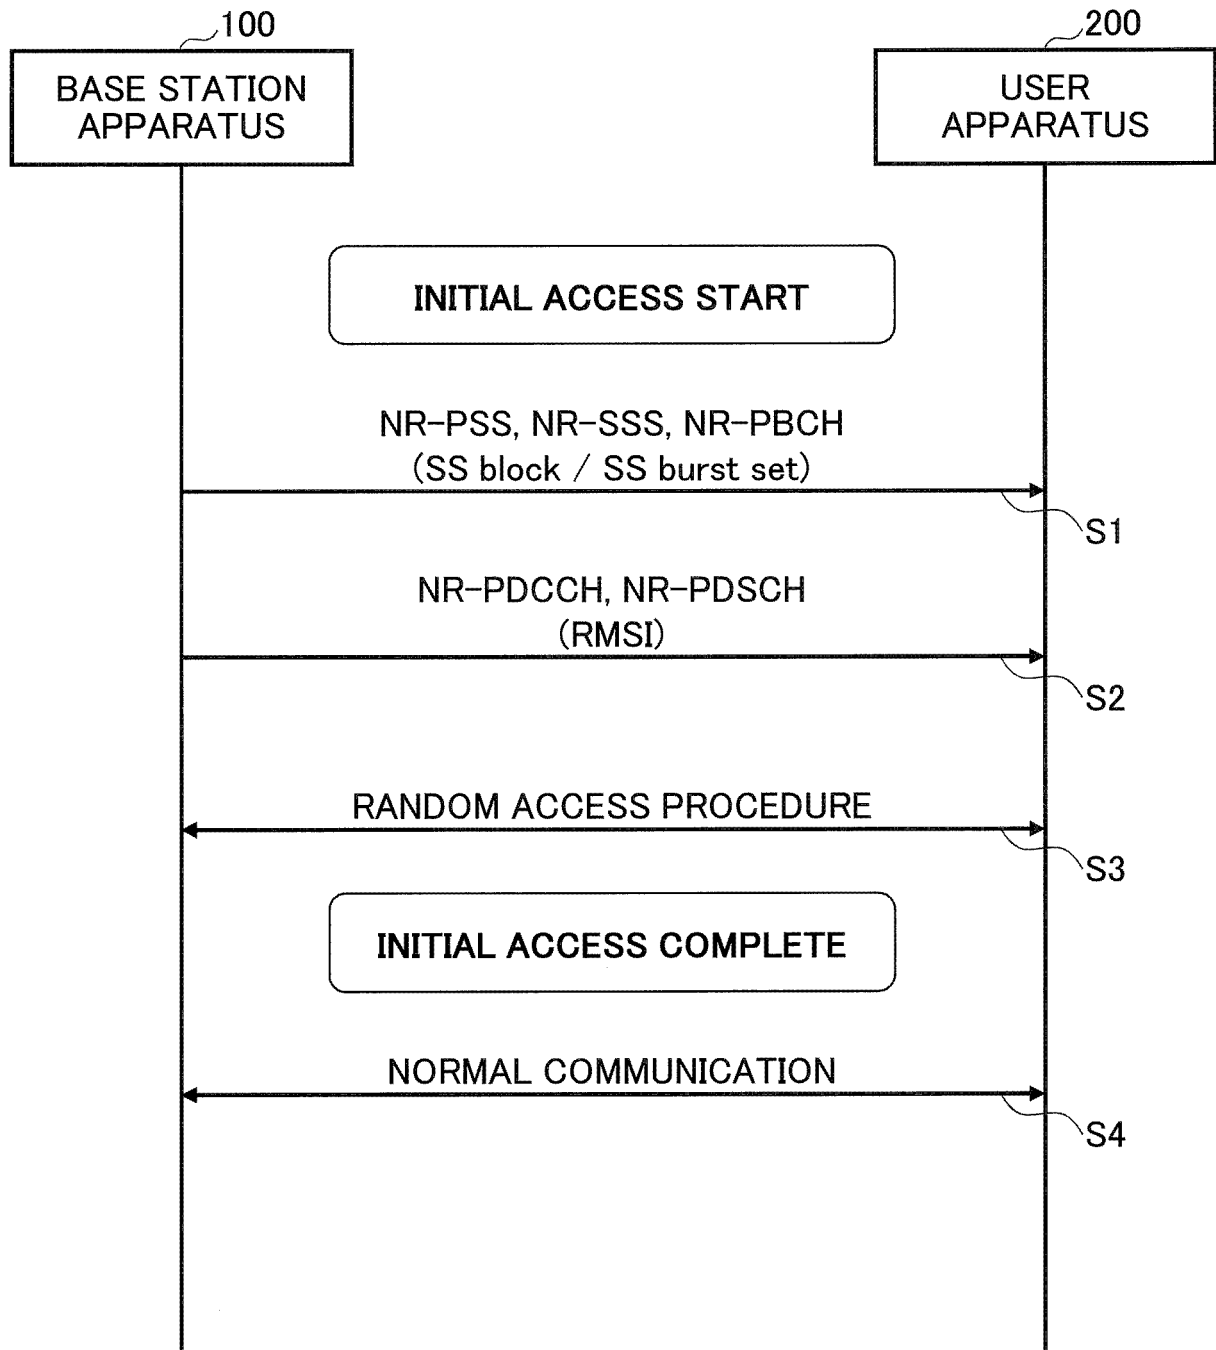 100
200
BASE STATION
APPARATUS
USER
APPARATUS
INITIAL ACCESS START
NR-PSS, NR-SSS, NR-PBCH
(SS block / SS burst set)
S1
NR-PDCCH, NR-PDSCH
(RMSI)
S2
RANDOM ACCESS PROCEDURE
S3
INITIAL ACCESS COMPLETE
NORMAL COMMUNICATION
S4